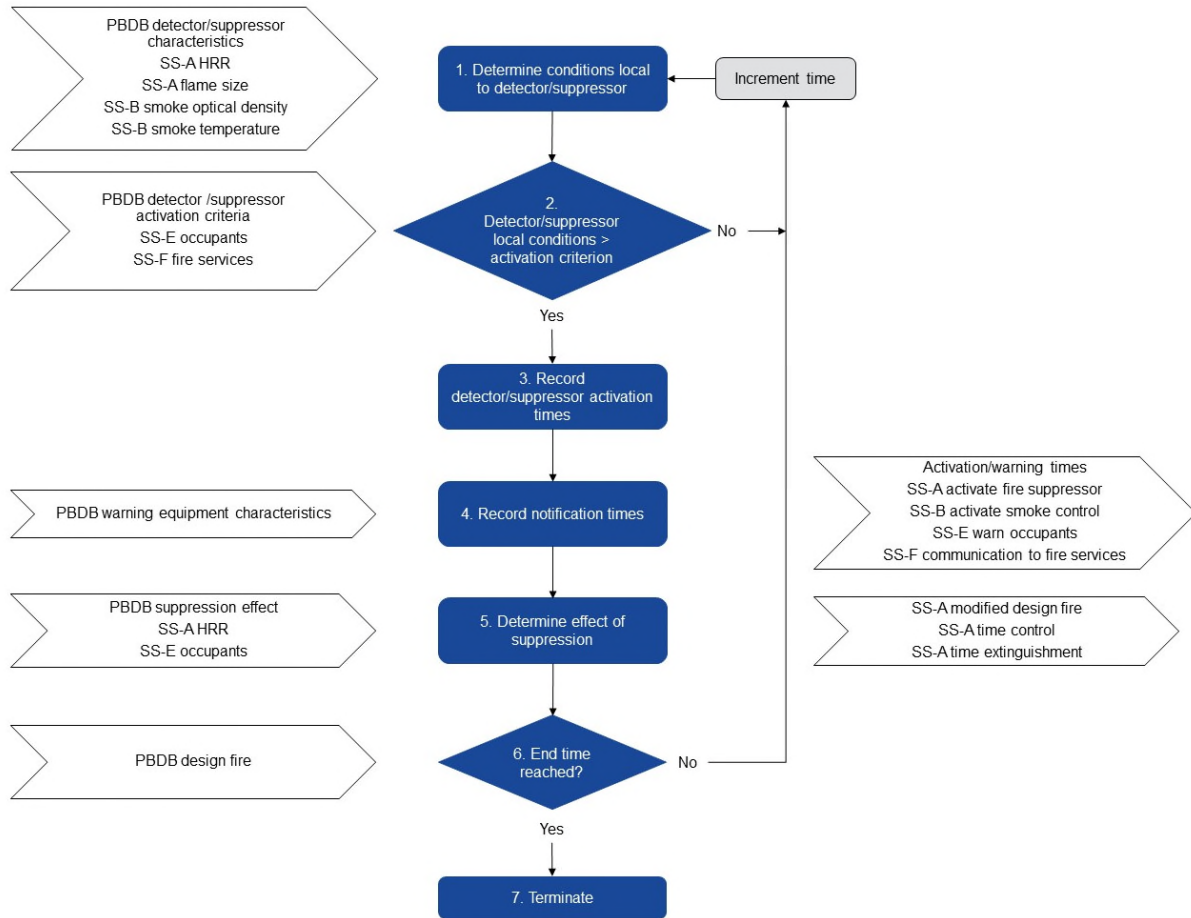 PBDB detector/suppressor
characteristics
SS-A HRR
SS-A flame size
SS-B smoke optical density
SS-B smoke temperature
1. Determine conditions local
to detector/suppressor
Increment time
PBDB detector /suppressor
activation criteria
SS-E occupants
SS-F fire services
2.
Detector/suppressor
local conditions >
activation criterion
No
Yes
3. Record
detector/suppressor activation
times
PBDB warning equipment characteristics
4. Record notification times
Activation/warning times
SS-A activate fire suppressor
SS-B activate smoke control
SS-E warn occupants
SS-F communication to fire services
PBDB suppression effect
SS-A HRR
SS-E occupants
5. Determine effect of
suppression
SS-A modified design fire
SS-A time control
SS-A time extinguishment
PBDB design fire
6. End time
reached?
No
Yes
7. Terminate